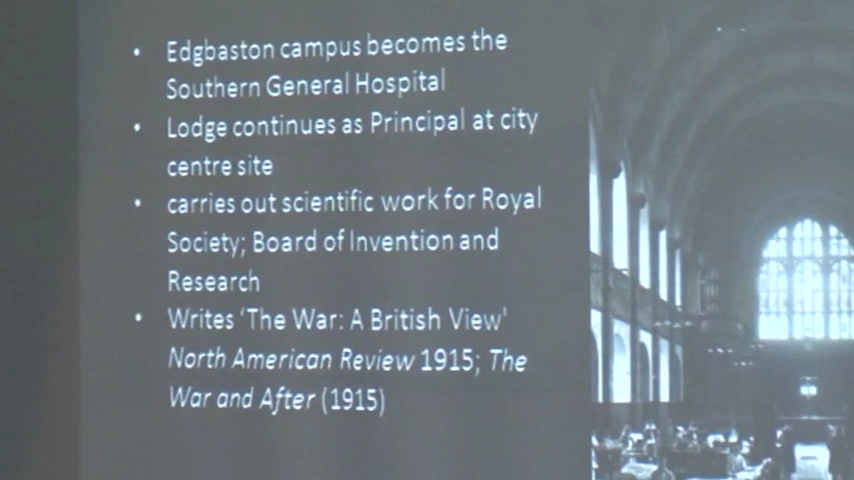 • Edgbaston campus becomes the
Southern General Hospital
• Lodge continues as Principal at city
centre site
• carries out scientific work for Royal
Society; Board of Invention and
Research
• Writes ‘The War: A British View'
North American Review 1915; The
War and After (1915)